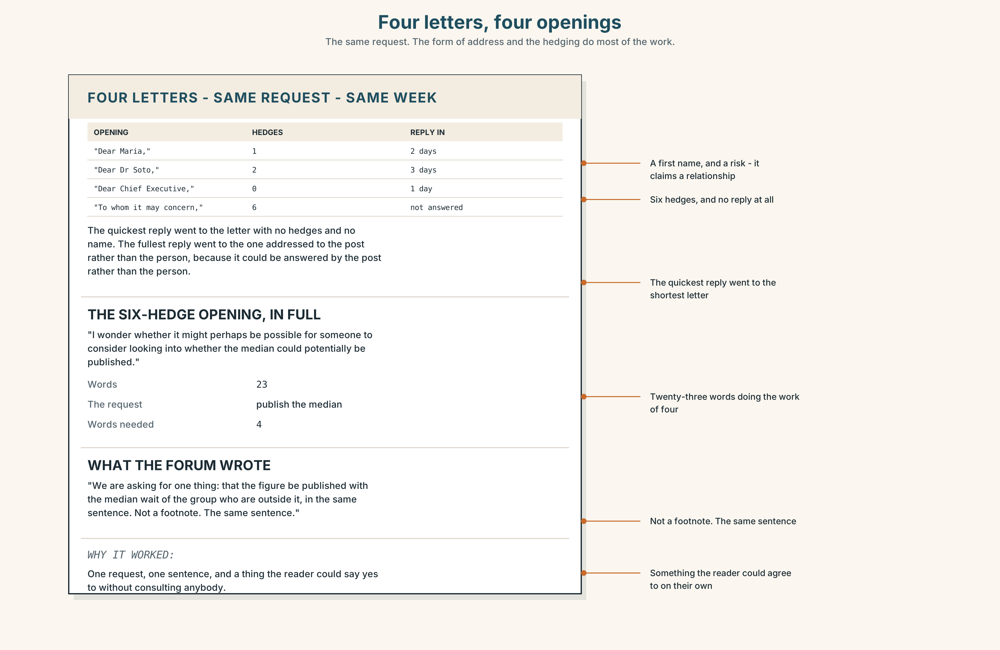 Four letters, four openings
The same request. The form of address and the hedging do most of the work.
FOUR LETTERS - SAME REQUEST - SAME WEEK
OPENING HEDGES REPLY IN
"Dear Maria," 1 2 days
"Dear Dr Soto," 2 3 days
"Dear Chief Executive," 0 1 day
"To whom it may concern," 6 not answered
The quickest reply went to the letter with no hedges and no
name. The fullest reply went to the one addressed to the post
rather than the person, because it could be answered by the post
rather than the person.
THE SIX-HEDGE OPENING, IN FULL
"I wonder whether it might perhaps be possible for someone to
consider looking into whether the median could potentially be
published."
Words 23
The request publish the median
Words needed 4
WHAT THE FORUM WROTE
"We are asking for one thing: that the figure be published with
the median wait of the group who are outside it, in the same
sentence. Not a footnote. The same sentence."
WHY IT WORKED:
One request, one sentence, and a thing the reader could say yes
to without consulting anybody.
A first name, and a risk - it
claims a relationship
Six hedges, and no reply at all
The quickest reply went to the
shortest letter
Twenty-three words doing the work
of four
Not a footnote. The same sentence
Something the reader could agree
to on their own